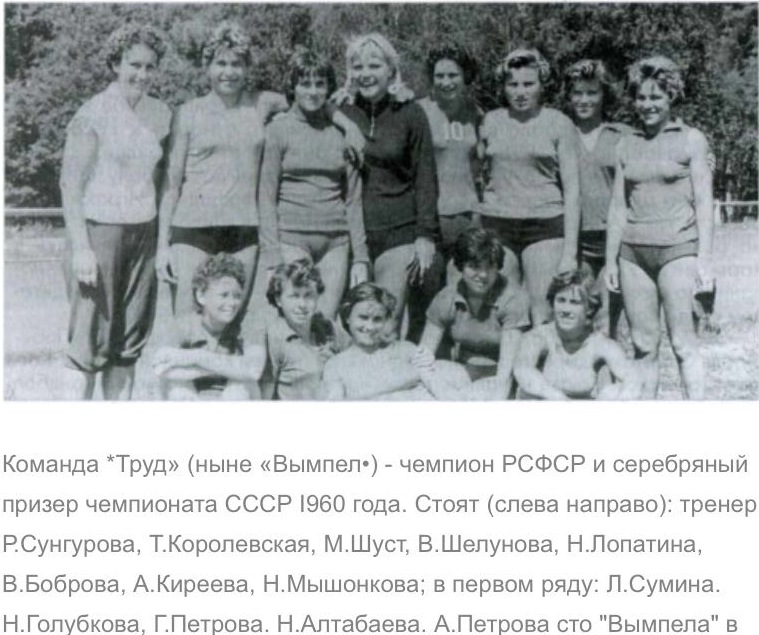 10
Команда *Труд» (ныне «Вымпел•) - чемпион РСФСР и серебряный
призер чемпионата СССР I960 года. Стоят (слева направо): тренер
Р.Сунгурова, Т.Королевская, М.Шуст, В.Шелунова, Н.Лопатина,
В.Боброва, А.Киреева, Н.Мышонкова; в первом ряду: Л.Сумина.
Н.Голубкова, Г.Петрова. Н.Алтабаева. А.Петрова сто "Вымпела" в